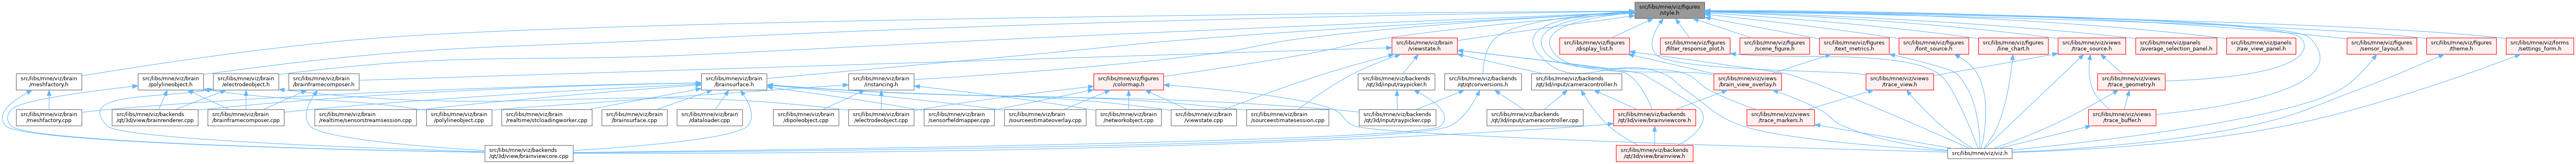 src/libs/mne/viz/figures
/style.h
src/libs/mne/viz/brain
/viewstate.h
src/libs/mne/viz/figures
/display_list.h
src/libs/mne/viz/figures
/filter_response_plot.h
src/libs/mne/viz/figures
/scene_figure.h
src/libs/mne/viz/figures
/text_metrics.h
src/libs/mne/viz/figures
/font_source.h
src/libs/mne/viz/figures
/line_chart.h
src/libs/mne/viz/views
/trace_source.h
src/libs/mne/viz/panels
/average_selection_panel.h
src/libs/mne/viz/panels
/raw_view_panel.h
src/libs/mne/viz/figures
/sensor_layout.h
src/libs/mne/viz/figures
/theme.h
src/libs/mne/viz/forms
/settings_form.h
src/libs/mne/viz/brain
/meshfactory.h
src/libs/mne/viz/brain
/polylineobject.h
src/libs/mne/viz/brain
/electrodeobject.h
src/libs/mne/viz/brain
/brainframecomposer.h
src/libs/mne/viz/brain
/brainsurface.h
src/libs/mne/viz/brain
/instancing.h
src/libs/mne/viz/figures
/colormap.h
src/libs/mne/viz/backends
/qt/3d/input/raypicker.h
src/libs/mne/viz/backends
/qt/qtconversions.h
src/libs/mne/viz/backends
/qt/3d/input/cameracontroller.h
src/libs/mne/viz/views
/brain_view_overlay.h
src/libs/mne/viz/views
/trace_view.h
src/libs/mne/viz/views
/trace_geometry.h
src/libs/mne/viz/brain
/meshfactory.cpp
src/libs/mne/viz/backends
/qt/3d/view/brainrenderer.cpp
src/libs/mne/viz/brain
/brainframecomposer.cpp
src/libs/mne/viz/brain
/realtime/sensorstreamsession.cpp
src/libs/mne/viz/brain
/polylineobject.cpp
src/libs/mne/viz/brain
/realtime/stcloadingworker.cpp
src/libs/mne/viz/brain
/brainsurface.cpp
src/libs/mne/viz/brain
/dataloader.cpp
src/libs/mne/viz/brain
/dipoleobject.cpp
src/libs/mne/viz/brain
/electrodeobject.cpp
src/libs/mne/viz/brain
/sensorfieldmapper.cpp
src/libs/mne/viz/brain
/sourceestimateoverlay.cpp
src/libs/mne/viz/brain
/networkobject.cpp
src/libs/mne/viz/brain
/viewstate.cpp
src/libs/mne/viz/brain
/sourceestimatesession.cpp
src/libs/mne/viz/backends
/qt/3d/input/raypicker.cpp
src/libs/mne/viz/backends
/qt/3d/input/cameracontroller.cpp
src/libs/mne/viz/backends
/qt/3d/view/brainviewcore.h
src/libs/mne/viz/views
/trace_markers.h
src/libs/mne/viz/views
/trace_buffer.h
src/libs/mne/viz/backends
/qt/3d/view/brainviewcore.cpp
src/libs/mne/viz/backends
/qt/3d/view/brainview.h
src/libs/mne/viz/viz.h